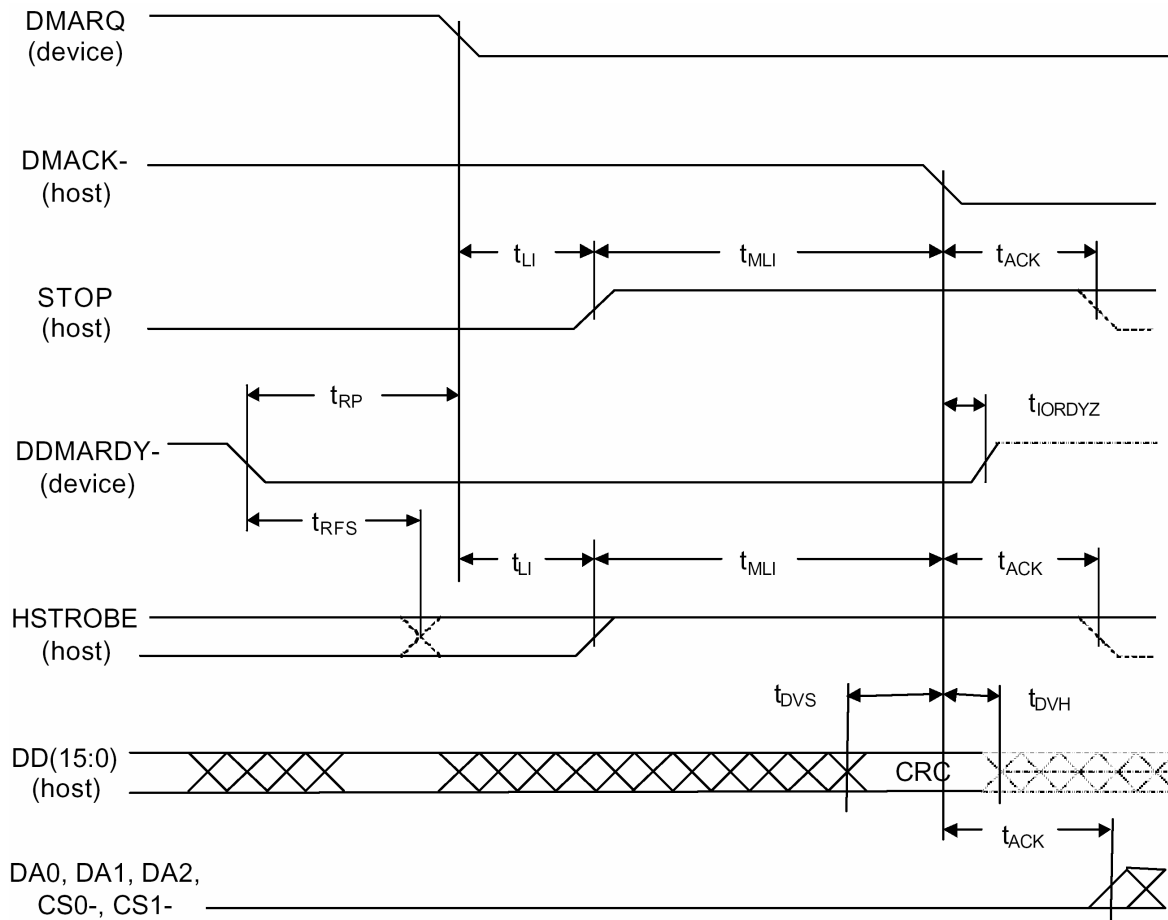 DMARQ
(device)
DMACK-
(host)
tLI
tMLI
tACK
STOP
(host)
tRP
tIORDYZ
DDMARDY-
(device)
tRFS
tLI
tMLI
tACK
HSTROBE
(host)
tDVS
tDVH
DD(15:0)
(host)
CRC
tACK
DA0, DA1, DA2,
CS0-, CS1-